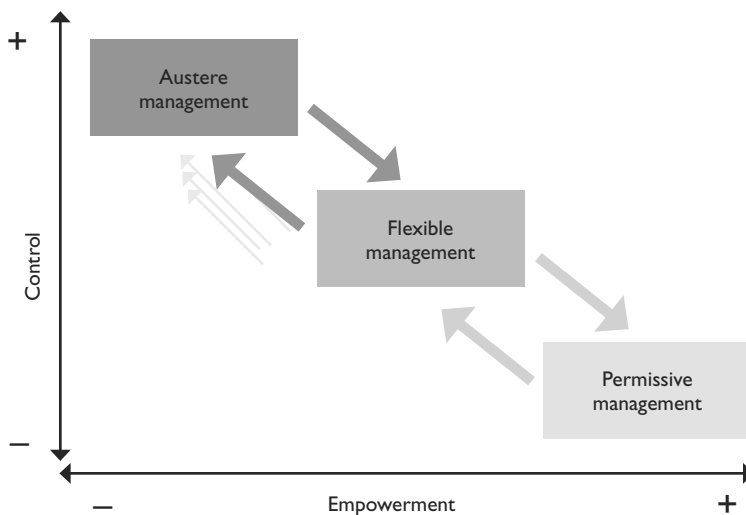 +
Austere
management
Flexible
management
Control
Permissive
management
–
–
Empowerment
+